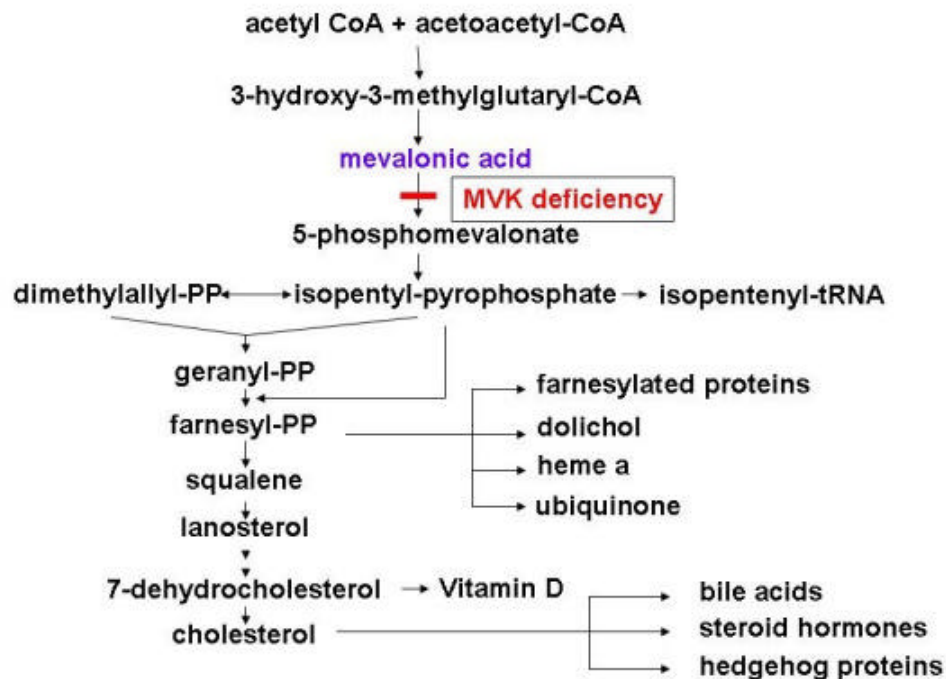 acetyl CoA + acetoacetyl-CoA
3-hydroxy-3-methylglutaryl-CoA
mevalonic acid
MVK deficiency
5-phosphomevalonate
dimethylallyl-PP
isopentyl-pyrophosphate
isopentenyl-tRNA
geranyl-PP
farnesyl-PP
farnesylated proteins
dolichol
heme a
ubiquinone
squalene
lanosterol
7-dehydrocholesterol
Vitamin D
cholesterol
bile acids
steroid hormones
hedgehog proteins